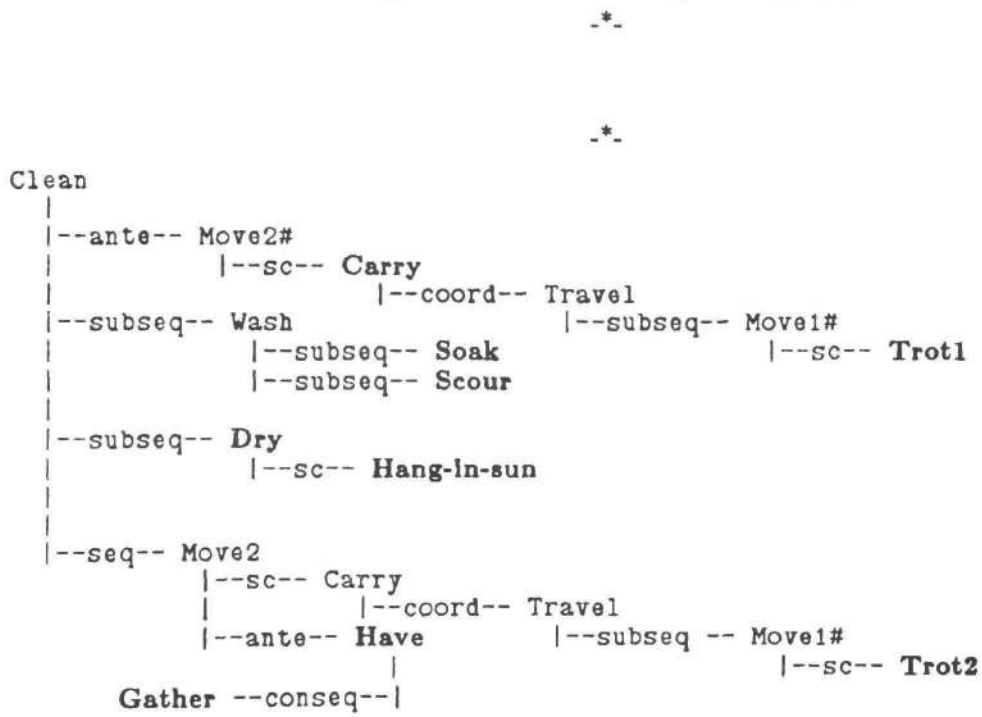 -*-
-*-
Clean
|
|--ante-- Move2#
| |--sc-- Carry
| |--coord-- Travel
|--subseq-- Wash |--subseq-- Move1#
| |--subseq-- Soak |--sc-- Trot1
| |--subseq-- Scour
|
|--subseq-- Dry
| |--sc-- Hang-in-sun
|
|
|--seq-- Move2
|--sc-- Carry
| |--coord-- Travel
|--ante-- Have |--subseq -- Move1#
| |--sc-- Trot2
Gather --conseq--|